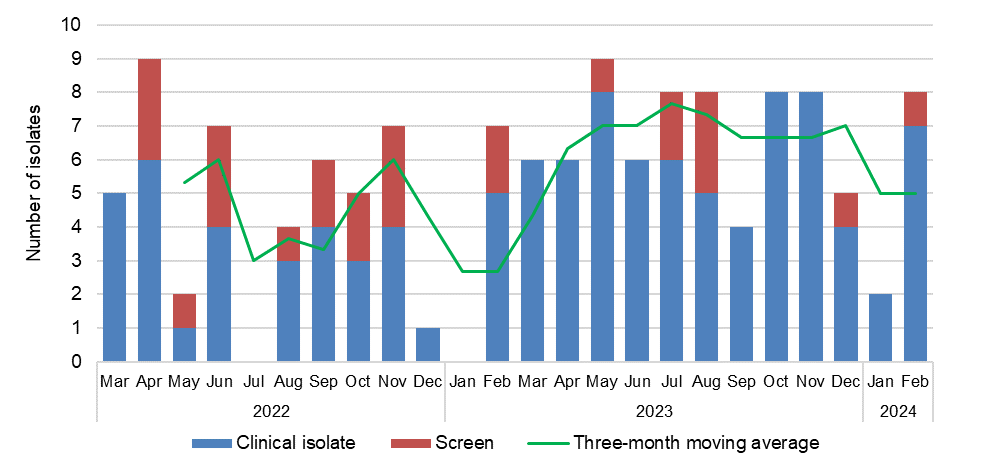 10
9
8
7
6
5
4
3
2
1
0
Number of isolates
Mar Apr May Jun Jul Aug Sep Oct Nov Dec Jan Feb Mar Apr May Jun Jul Aug Sep Oct Nov Dec Jan Feb
2022 2023 2024
Clinical isolate Screen Three-month moving average